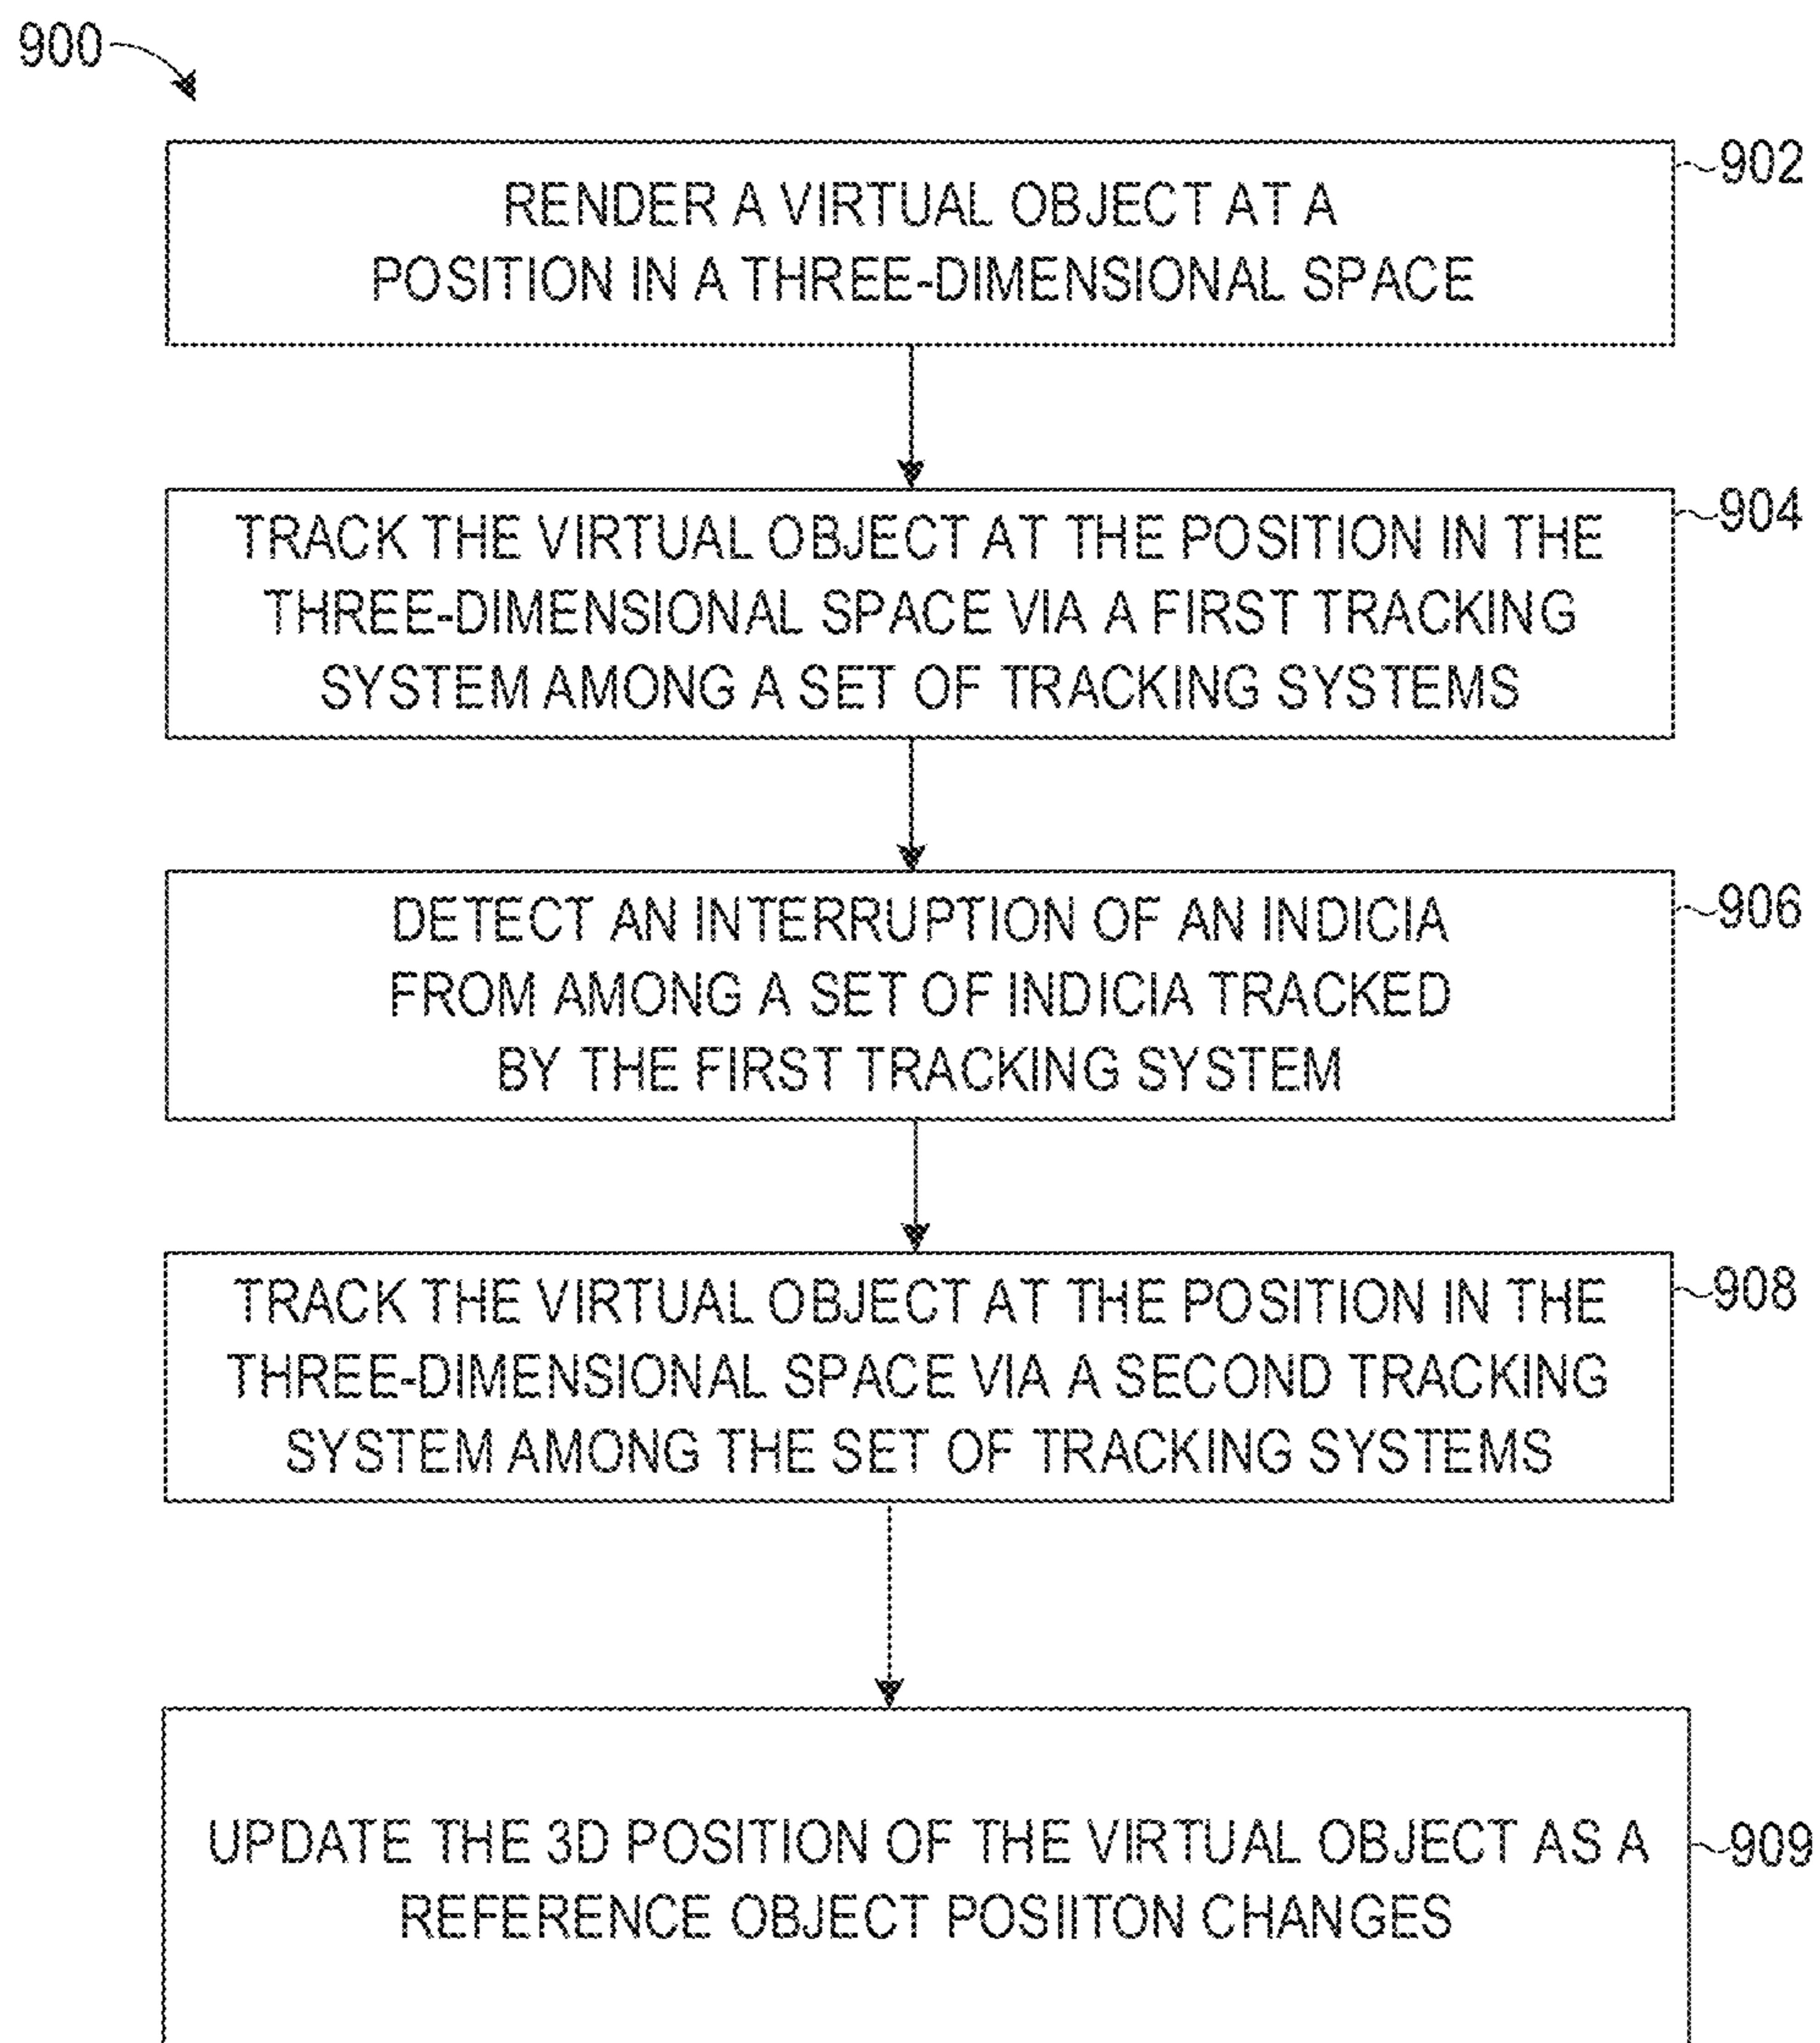 900
902
RENDER A VIRTUAL OBJECT AT A
POSITION IN A THREE-DIMENSIONAL SPACE
904
TRACK THE VIRTUAL OBJECT AT THE POSITION IN THE
THREE-DIMENSIONAL SPACE VIA A FIRST TRACKING
SYSTEM AMONG A SET OF TRACKING SYSTEMS
906
DETECT AN INTERRUPTION OF AN INDICIA
FROM AMONG A SET OF INDICIA TRACKED
BY THE FIRST TRACKING SYSTEM
908
TRACK THE VIRTUAL OBJECT AT THE POSITION IN THE
THREE-DIMENSIONAL SPACE VIA A SECOND TRACKING
SYSTEM AMONG THE SET OF TRACKING SYSTEMS
909
UPDATE THE 3D POSITION OF THE VIRTUAL OBJECT AS A
REFERENCE OBJECT POSIITON CHANGES